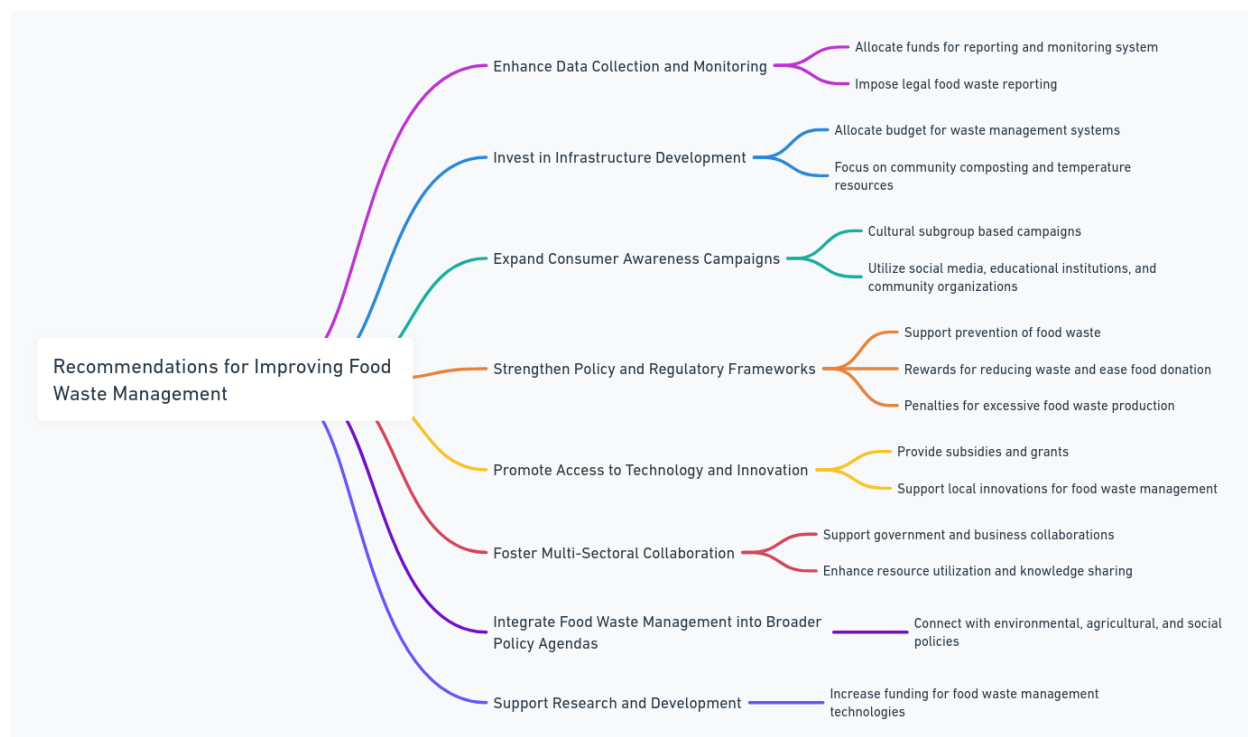 Recommendations for Improving Food
Waste Management
Enhance Data Collection and Monitoring
Allocate funds for reporting and monitoring system
Impose legal food waste reporting
Invest in Infrastructure Development
Allocate budget for waste management systems
Focus on community composting and temperature
resources
Expand Consumer Awareness Campaigns
Cultural subgroup based campaigns
Utilize social media, educational institutions, and
community organizations
Strengthen Policy and Regulatory Frameworks
Support prevention of food waste
Rewards for reducing waste and ease food donation
Penalties for excessive food waste production
Promote Access to Technology and Innovation
Provide subsidies and grants
Support local innovations for food waste management
Foster Multi-Sectoral Collaboration
Support government and business collaborations
Enhance resource utilization and knowledge sharing
Integrate Food Waste Management into Broader
Policy Agendas
Connect with environmental, agricultural, and social
policies
Support Research and Development
Increase funding for food waste management
technologies